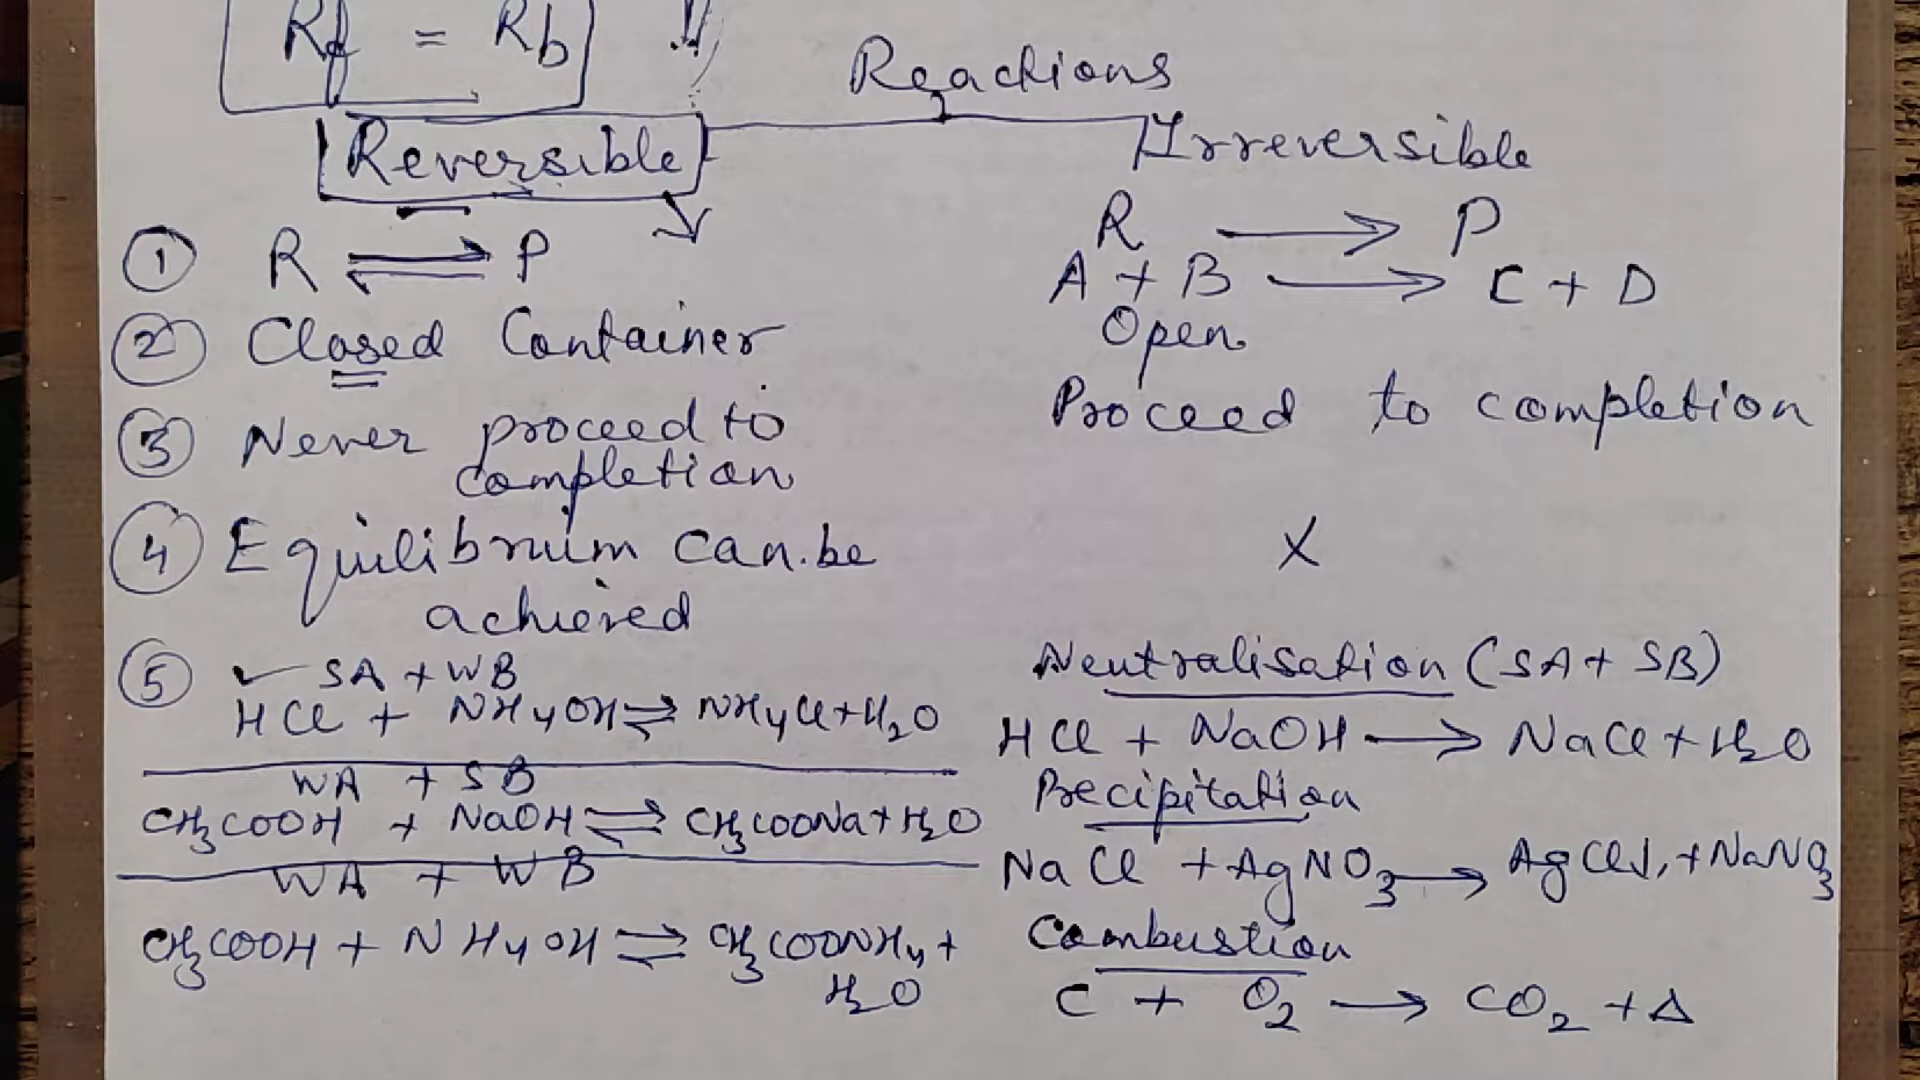 Rf = Rb
Reactions
Reversible
Irreversible
① R ⇌ P
R → P
A + B → C + D
② Closed Container
Open
③ Never proceed to
completion
Proceed to completion
④ Equilibrium can be
achieved
X
⑤ ✓ SA + WB
HCl + NH4OH ⇌ NH4Cl + H2O
WA + SB
CH3COOH + NaOH ⇌ CH3COONa + H2O
WA + WB
CH3COOH + NH4OH ⇌ CH3COONH4 +
H2O
Neutralisation (SA + SB)
HCl + NaOH → NaCl + H2O
Precipitation
NaCl + AgNO3 → AgCl↓ + NaNO3
Combustion
C + O2 → CO2 + Δ